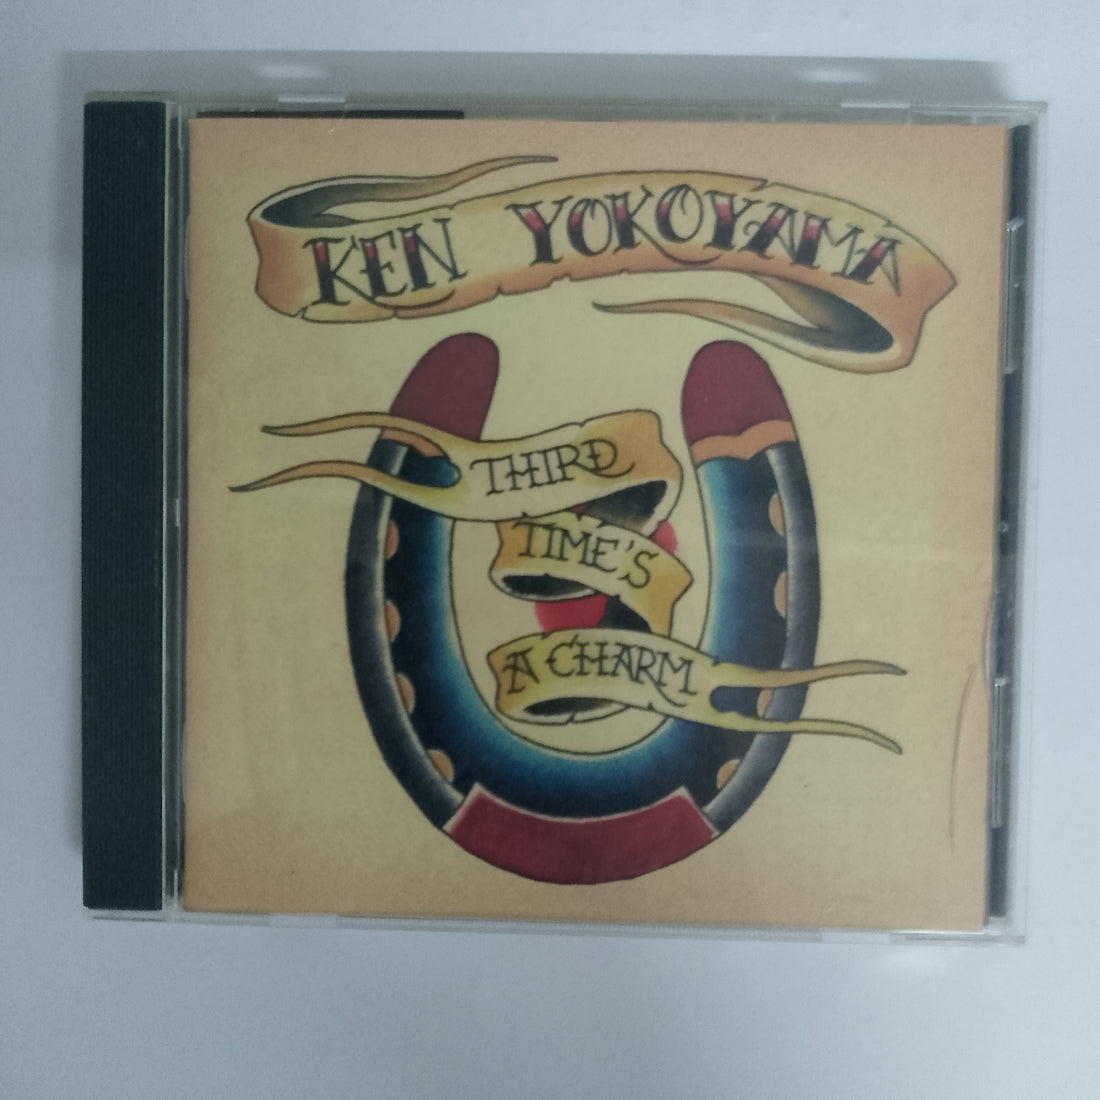 KEN YOKOYAMA
THIRD
TIME'S
A CHARM